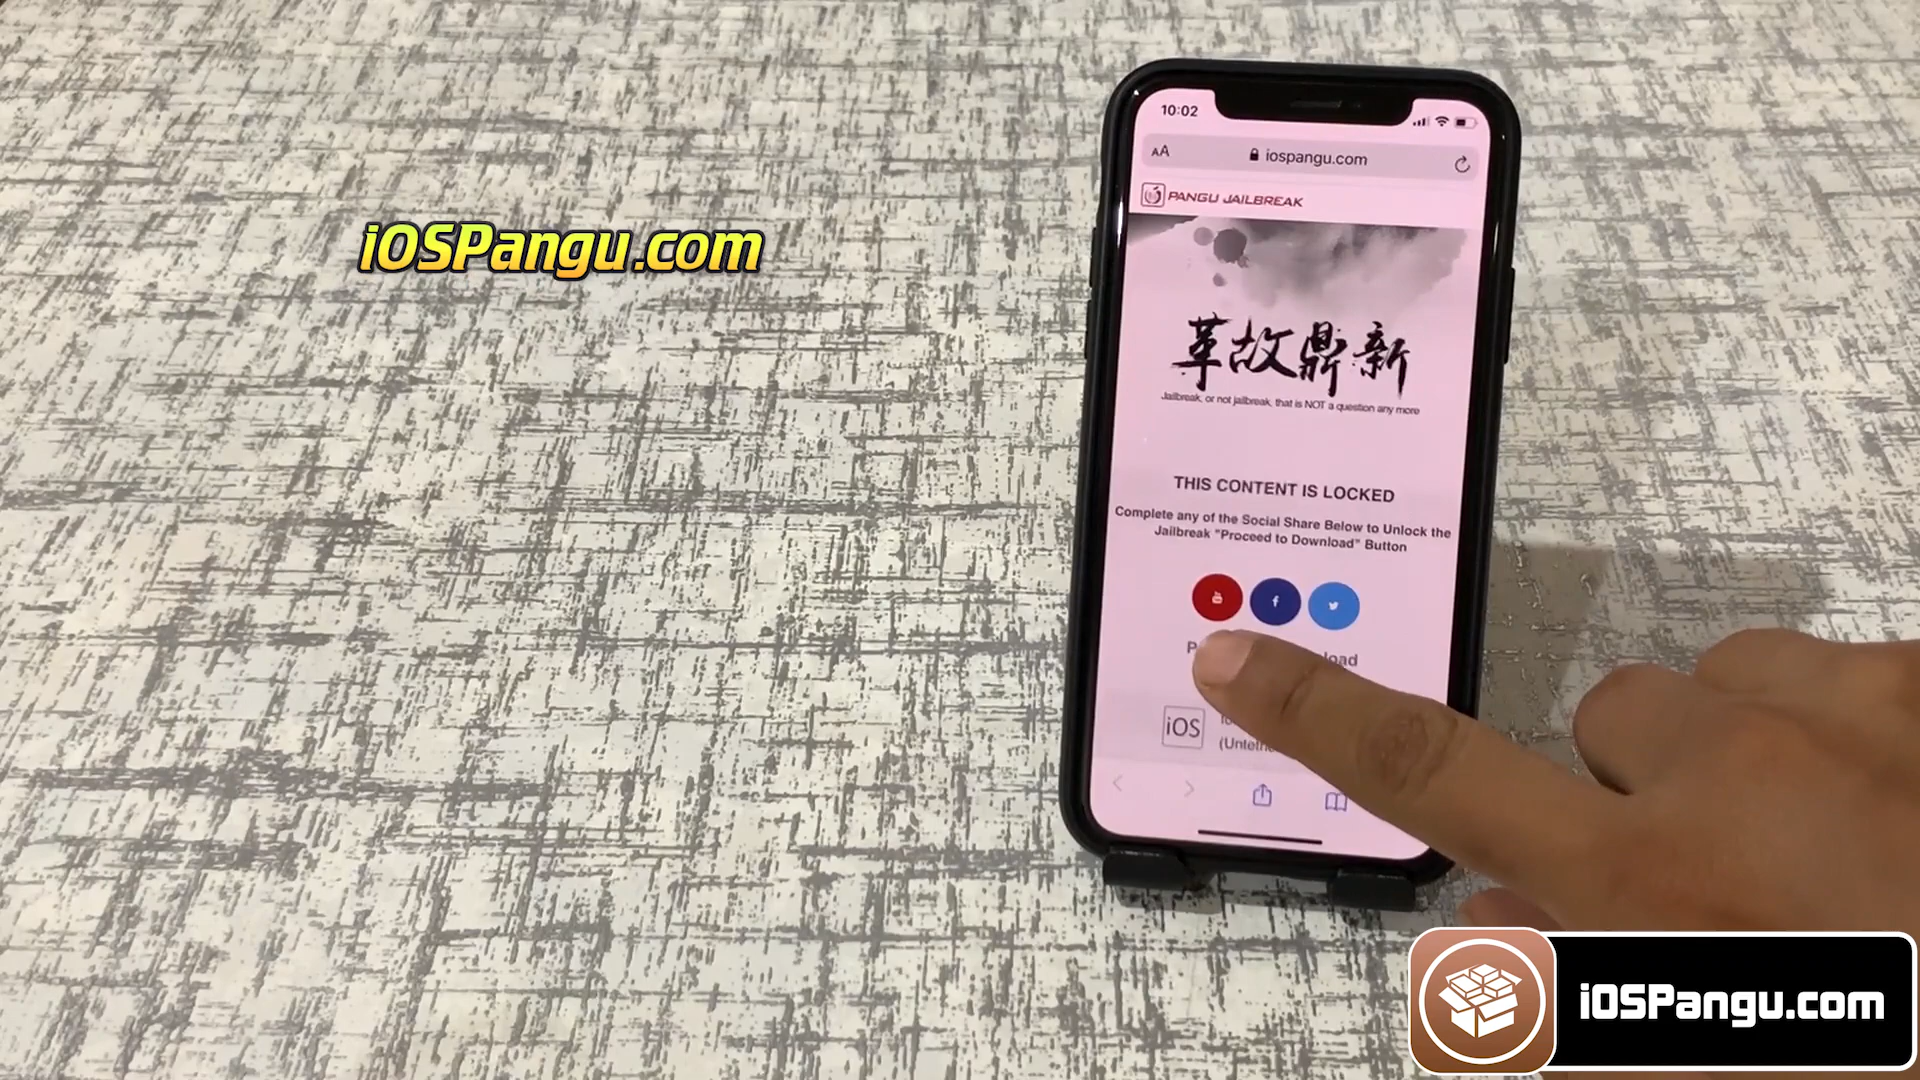 iOSPangu.com
10:02
AA
iospangu.com
PANGU JAILBREAK
革故鼎新
Jailbreak, or not jailbreak, that is NOT a question any more
THIS CONTENT IS LOCKED
Complete any of the Social Share Below to Unlock the
Jailbreak "Proceed to Download" Button
iOS
iOSPangu.com